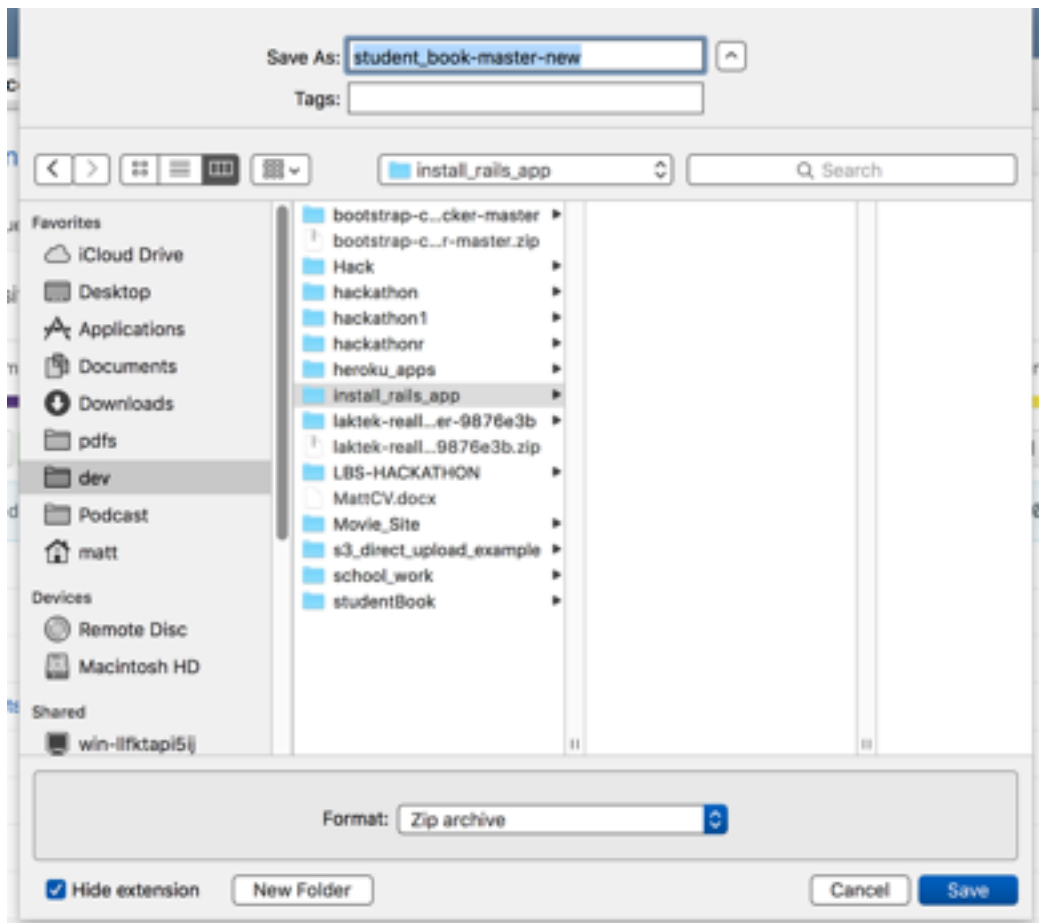 Save As: student_book-master-new
Tags:
install_rails_app
Search
Favorites
iCloud Drive
Desktop
Applications
Documents
Downloads
pdfs
dev
Podcast
matt
Devices
Remote Disc
Macintosh HD
Shared
win-llfktapi5ij
bootstrap-c...cker-master
bootstrap-c...r-master.zip
Hack
hackathon
hackathon1
hackathonr
heroku_apps
install_rails_app
laktek-reall...er-9876e3b
laktek-reall...9876e3b.zip
LBS-HACKATHON
MattCV.docx
Movie_Site
s3_direct_upload_example
school_work
studentBook
Format: Zip archive
Hide extension
New Folder
Cancel
Save